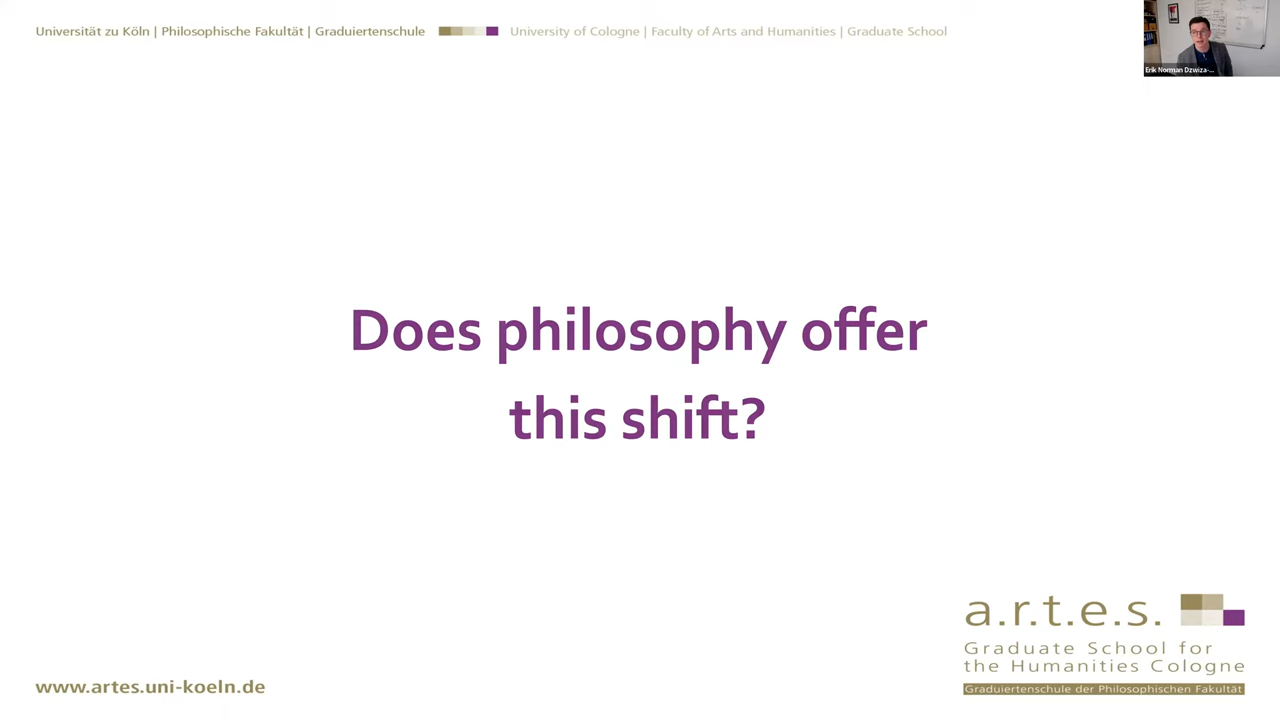 Universität zu Köln | Philosophische Fakultät | Graduiertenschule University of Cologne | Faculty of Arts and Humanities | Graduate School
Erik Norman Dzwiza-...
Does philosophy offer
this shift?
a.r.t.e.s.
Graduate School for
the Humanities Cologne
Graduiertenschule der Philosophischen Fakultät
www.artes.uni-koeln.de